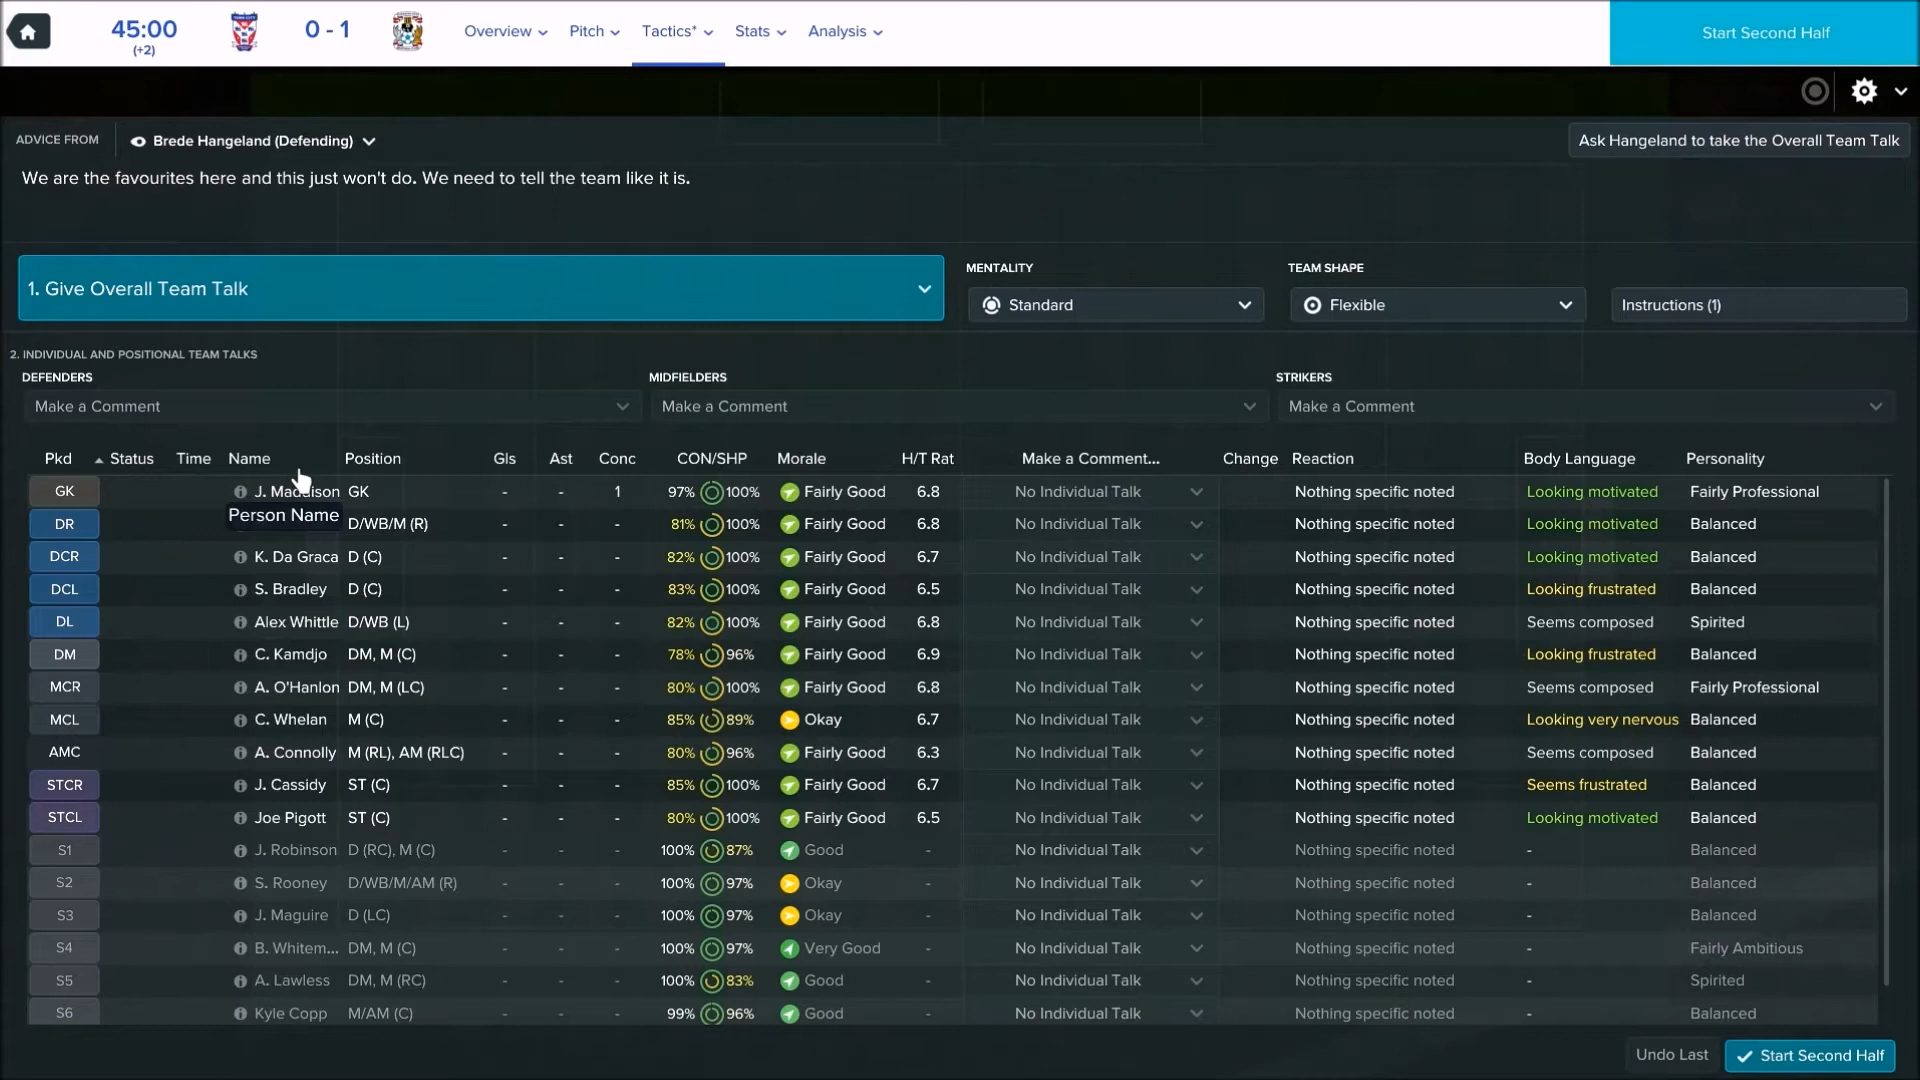 45:00
(+2)
0 - 1
Overview
Pitch
Tactics*
Stats
Analysis
Start Second Half
ADVICE FROM
Brede Hangeland (Defending)
Ask Hangeland to take the Overall Team Talk
We are the favourites here and this just won't do. We need to tell the team like it is.
1. Give Overall Team Talk
MENTALITY
Standard
TEAM SHAPE
Flexible
Instructions (1)
2. INDIVIDUAL AND POSITIONAL TEAM TALKS
DEFENDERS MIDFIELDERS STRIKERS
Make a Comment Make a Comment Make a Comment
Pkd Status Time Name Position Gls Ast Conc CON/SHP Morale H/T Rat Make a Comment... Change Reaction Body Language Personality
GK J. Maddison GK - - 1 97% 100% Fairly Good 6.8 No Individual Talk Nothing specific noted Looking motivated Fairly Professional
Person Name
DR D/WB/M (R) - - - 81% 100% Fairly Good 6.8 No Individual Talk Nothing specific noted Looking motivated Balanced
DCR K. Da Graca D (C) - - - 82% 100% Fairly Good 6.7 No Individual Talk Nothing specific noted Looking motivated Balanced
DCL S. Bradley D (C) - - - 83% 100% Fairly Good 6.5 No Individual Talk Nothing specific noted Looking frustrated Balanced
DL Alex Whittle D/WB (L) - - - 82% 100% Fairly Good 6.8 No Individual Talk Nothing specific noted Seems composed Spirited
DM C. Kamdjo DM, M (C) - - - 78% 96% Fairly Good 6.9 No Individual Talk Nothing specific noted Looking frustrated Balanced
MCR A. O'Hanlon DM, M (LC) - - - 80% 100% Fairly Good 6.8 No Individual Talk Nothing specific noted Seems composed Fairly Professional
MCL C. Whelan M (C) - - - 85% 89% Okay 6.7 No Individual Talk Nothing specific noted Looking very nervous Balanced
AMC A. Connolly M (RL), AM (RLC) - - - 80% 96% Fairly Good 6.3 No Individual Talk Nothing specific noted Seems composed Balanced
STCR J. Cassidy ST (C) - - - 85% 100% Fairly Good 6.7 No Individual Talk Nothing specific noted Seems frustrated Balanced
STCL Joe Pigott ST (C) - - - 80% 100% Fairly Good 6.5 No Individual Talk Nothing specific noted Looking motivated Balanced
S1 J. Robinson D (RC), M (C) - - - 100% 87% Good - No Individual Talk Nothing specific noted - Balanced
S2 S. Rooney D/WB/M/AM (R) - - - 100% 97% Okay - No Individual Talk Nothing specific noted - Balanced
S3 J. Maguire D (LC) - - - 100% 97% Okay - No Individual Talk Nothing specific noted - Balanced
S4 B. Whitem... DM, M (C) - - - 100% 97% Very Good - No Individual Talk Nothing specific noted - Fairly Ambitious
S5 A. Lawless DM, M (RC) - - - 100% 83% Good - No Individual Talk Nothing specific noted - Spirited
S6 Kyle Copp M/AM (C) - - - 99% 96% Good - No Individual Talk Nothing specific noted - Balanced
Undo Last
Start Second Half